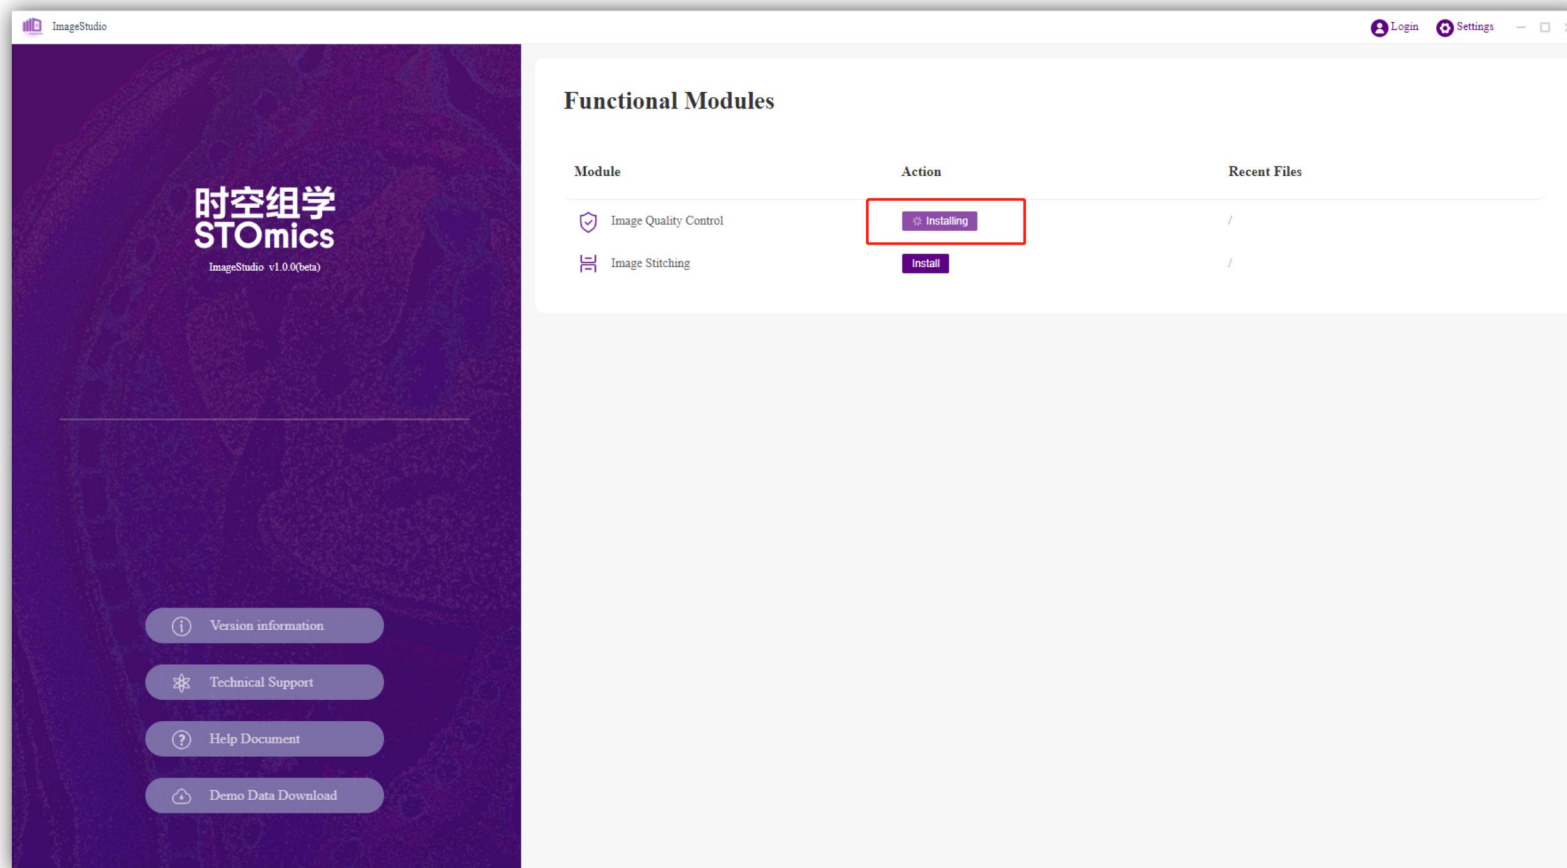 ImageStudio
Login
Settings
时空组学
STOmics
ImageStudio v1.0.0(beta)
Version information
Technical Support
Help Document
Demo Data Download
Functional Modules
Module Action Recent Files
Image Quality Control Installing /
Image Stitching Install /